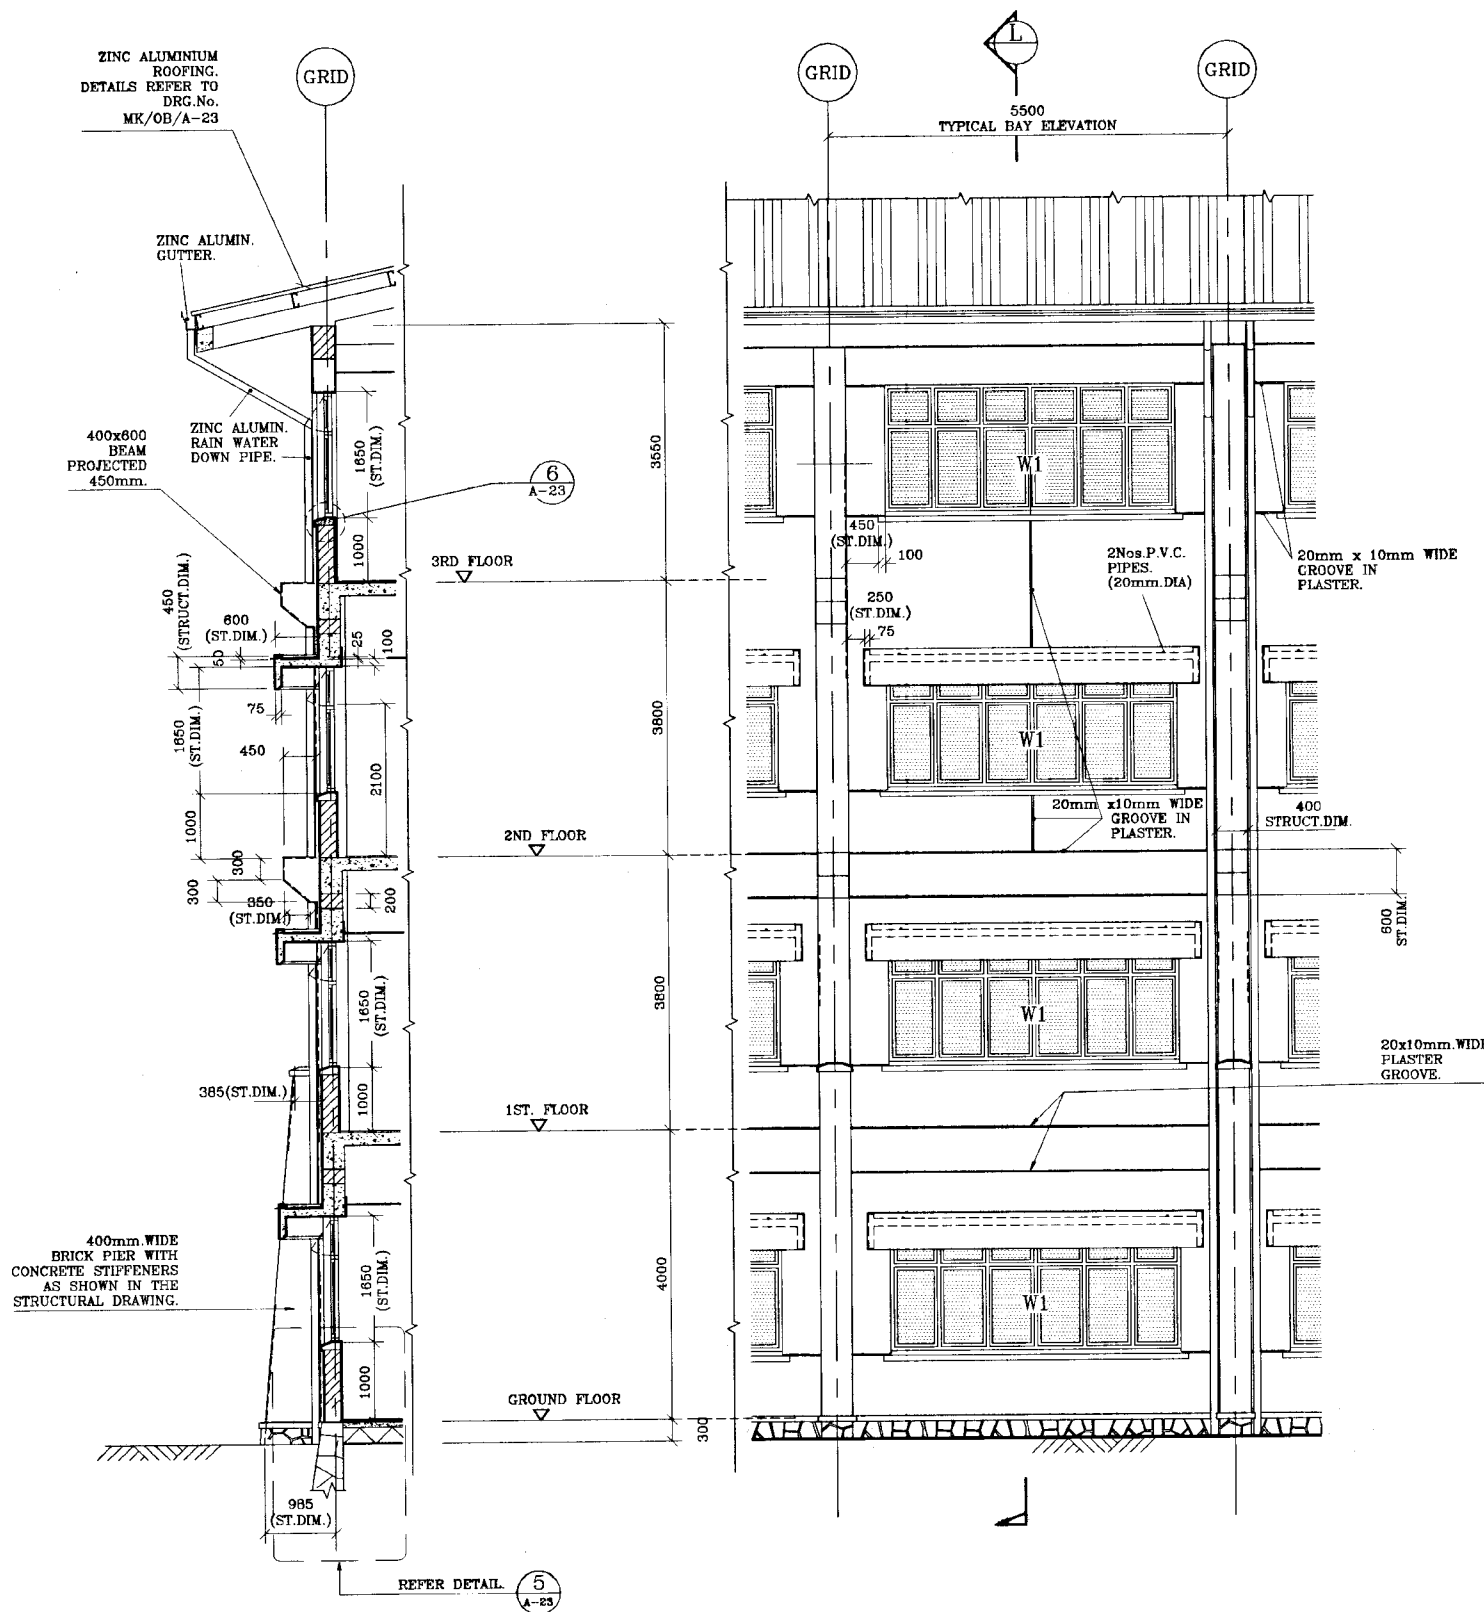 ZINC ALUMINIUM
ROOFING.
DETAILS REFER TO
DRG.No.
MK/OB/A-23
GRID
GRID
L
GRID
5500
TYPICAL BAY ELEVATION
ZINC ALUMIN.
GUTTER.
ZINC ALUMIN.
RAIN WATER
DOWN PIPE.
400x600
BEAM
PROJECTED
450mm.
1650
(ST.DIM.)
1000
6
A-23
3550
3RD FLOOR
W1
450
(ST.DIM.)
100
250
(ST.DIM.)
75
2Nos.P.V.C.
PIPES.
(20mm.DIA)
20mm x 10mm WIDE
GROOVE IN
PLASTER.
450
(STRUCT.DIM.)
600
(ST.DIM.)
50
25
100
75
1650
(ST.DIM.)
450
2100
1000
3800
W1
20mm x10mm WIDE
GROOVE IN
PLASTER.
400
STRUCT.DIM.
2ND FLOOR
300
300
350
(ST.DIM.)
200
600
ST.DIM.
1650
(ST.DIM.)
3800
W1
385(ST.DIM.)
1000
20x10mm.WIDE
PLASTER
GROOVE.
1ST. FLOOR
400mm.WIDE
BRICK PIER WITH
CONCRETE STIFFENERS
AS SHOWN IN THE
STRUCTURAL DRAWING.
1650
(ST.DIM.)
4000
W1
1000
GROUND FLOOR
300
985
(ST.DIM.)
REFER DETAIL.
5
A-23